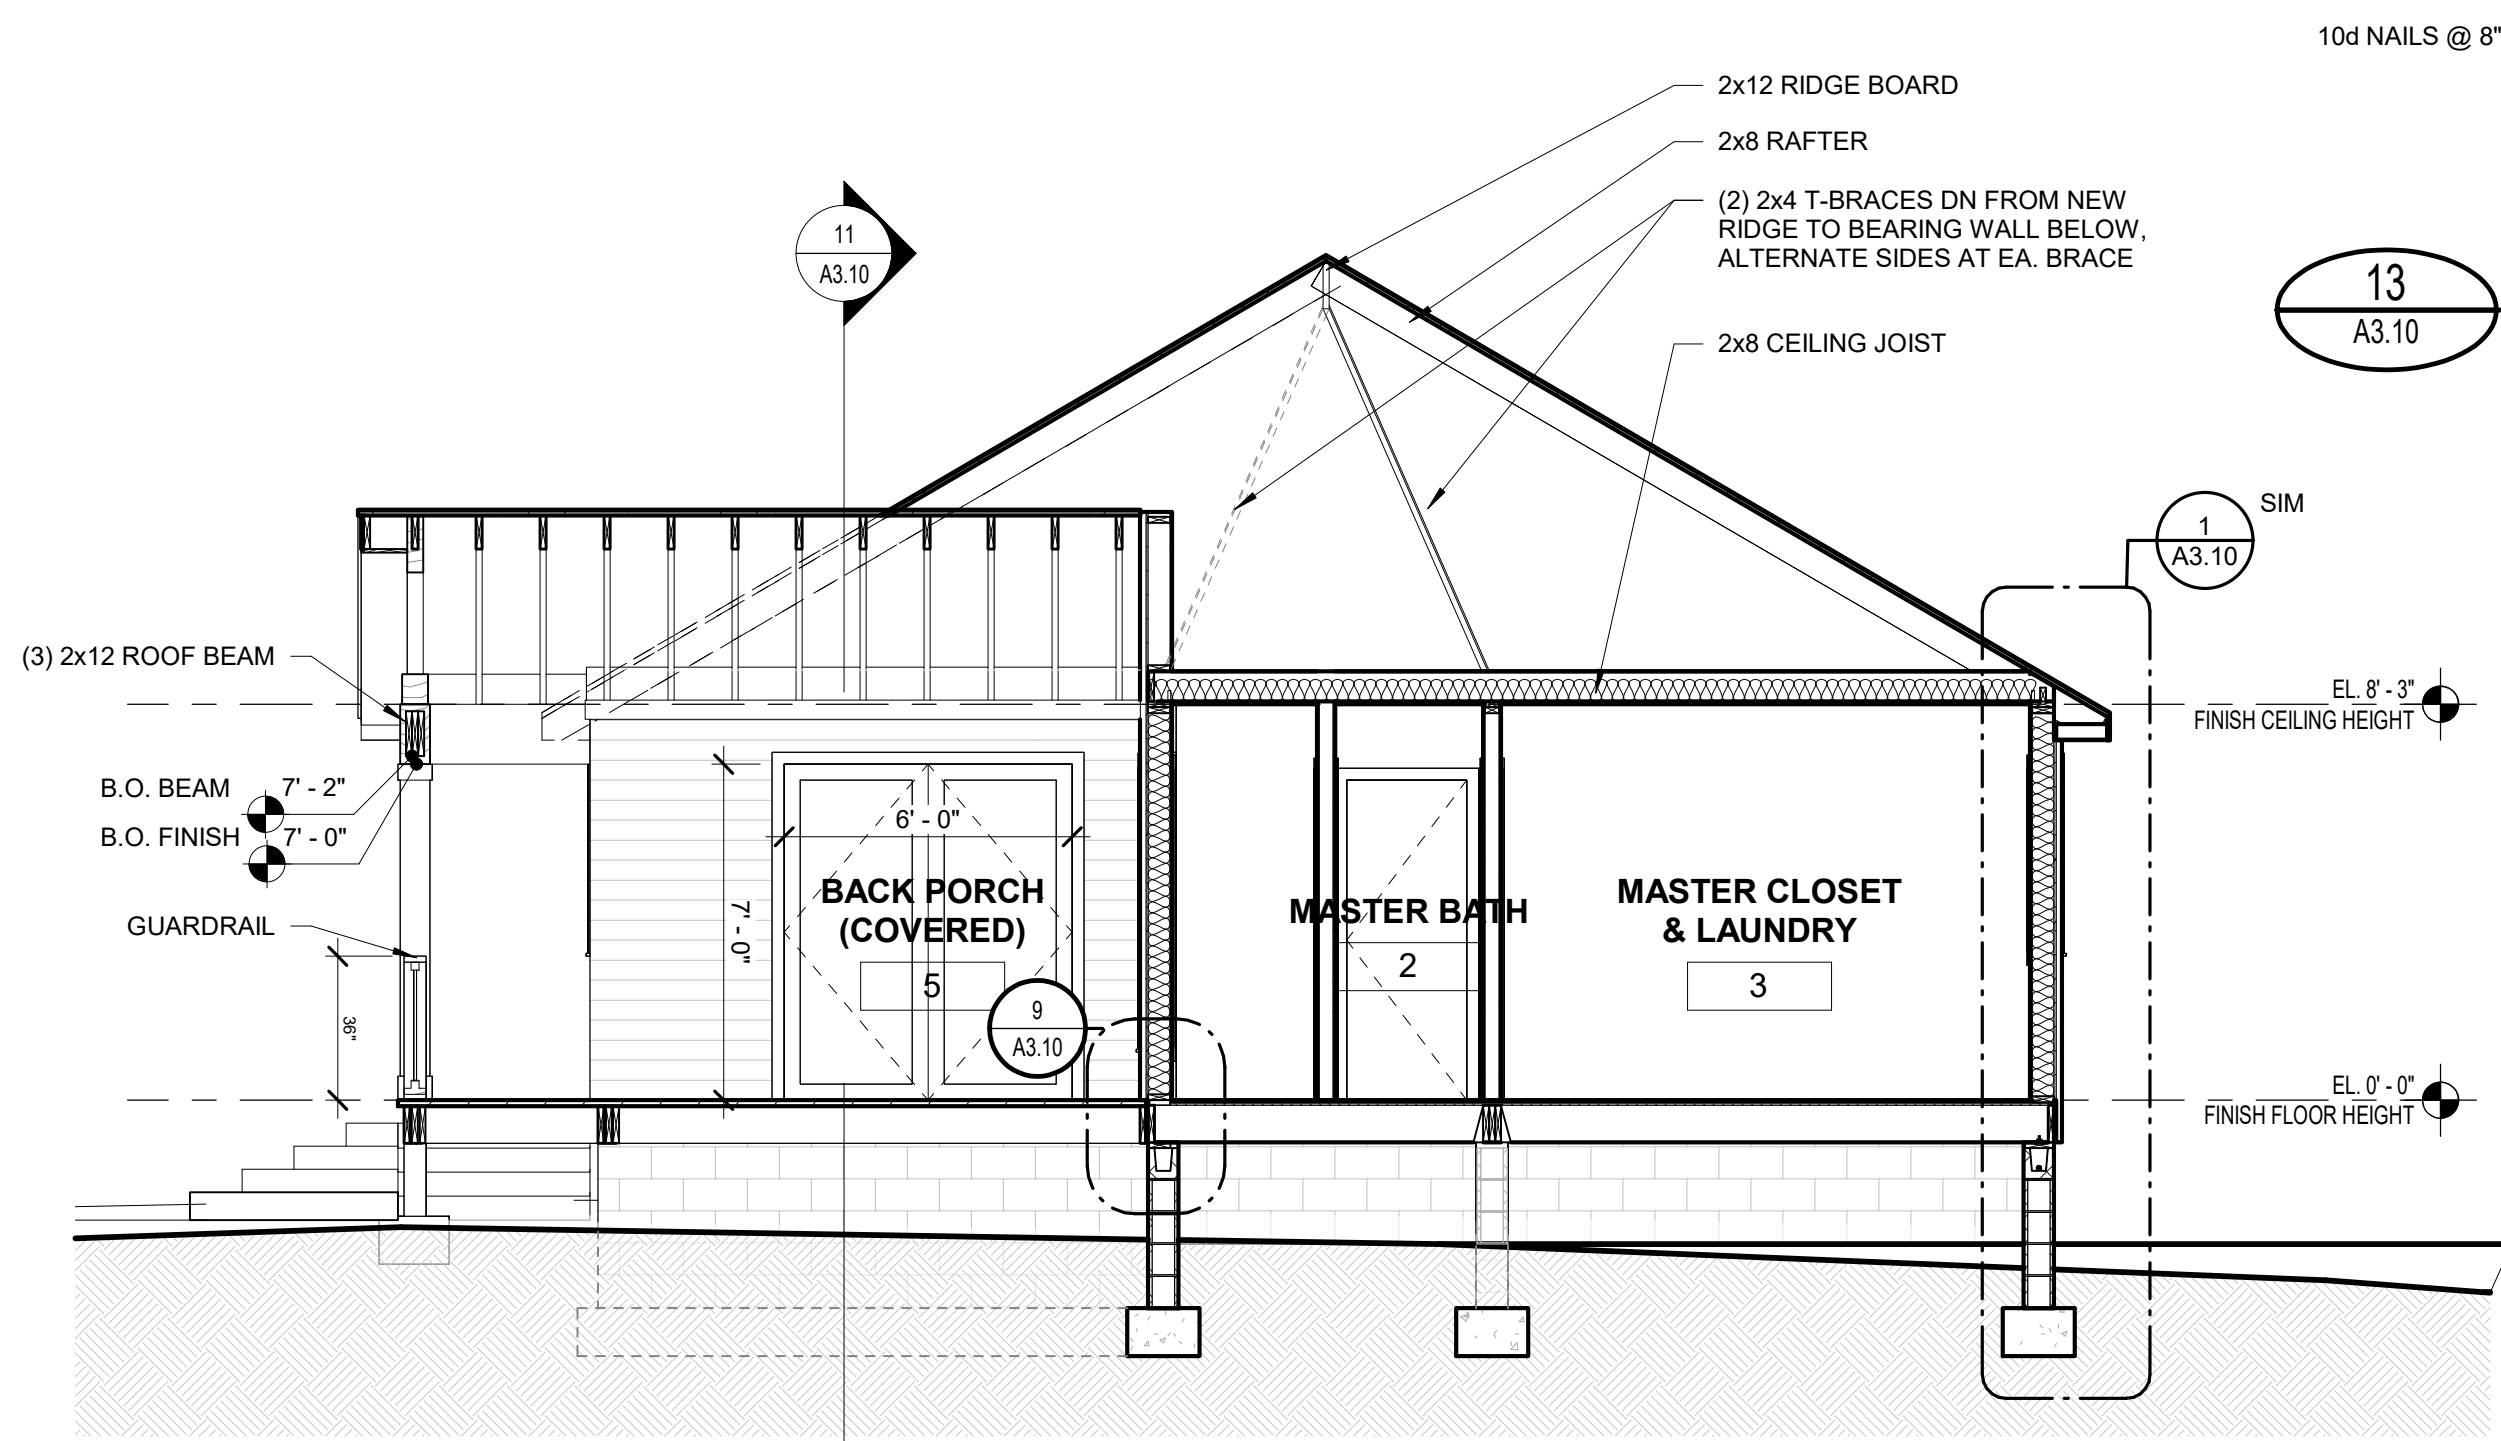 10d NAILS @ 8"
2x12 RIDGE BOARD
2x8 RAFTER
(2) 2x4 T-BRACES DN FROM NEW
RIDGE TO BEARING WALL BELOW,
ALTERNATE SIDES AT EA. BRACE
11
A3.10
13
A3.10
2x8 CEILING JOIST
SIM
1
A3.10
(3) 2x12 ROOF BEAM
EL. 8' - 3"
FINISH CEILING HEIGHT
B.O. BEAM 7' - 2"
B.O. FINISH 7' - 0"
6' - 0"
7' - 0"
BACK PORCH
(COVERED)
5
MASTER BATH
2
MASTER CLOSET
& LAUNDRY
3
GUARDRAIL
36"
9
A3.10
EL. 0' - 0"
FINISH FLOOR HEIGHT